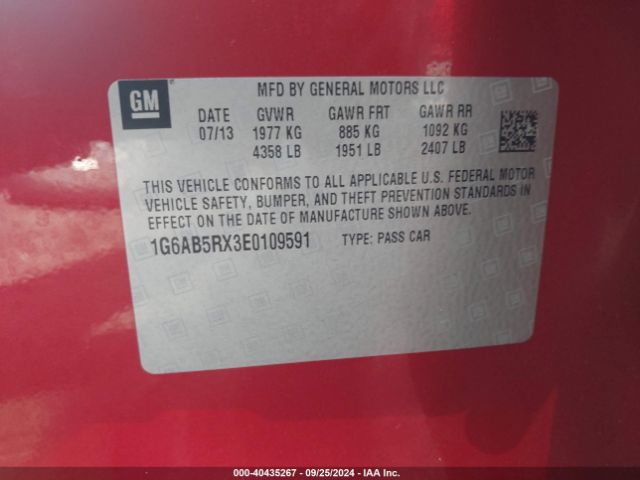 GM
MFD BY GENERAL MOTORS LLC
DATE GVWR GAWR FRT GAWR RR
07/13 1977 KG 885 KG 1092 KG
4358 LB 1951 LB 2407 LB
THIS VEHICLE CONFORMS TO ALL APPLICABLE U.S. FEDERAL MOTOR
VEHICLE SAFETY, BUMPER, AND THEFT PREVENTION STANDARDS IN
EFFECT ON THE DATE OF MANUFACTURE SHOWN ABOVE.
1G6AB5RX3E0109591 TYPE: PASS CAR
000-40435267 - 09/25/2024 - IAA Inc.